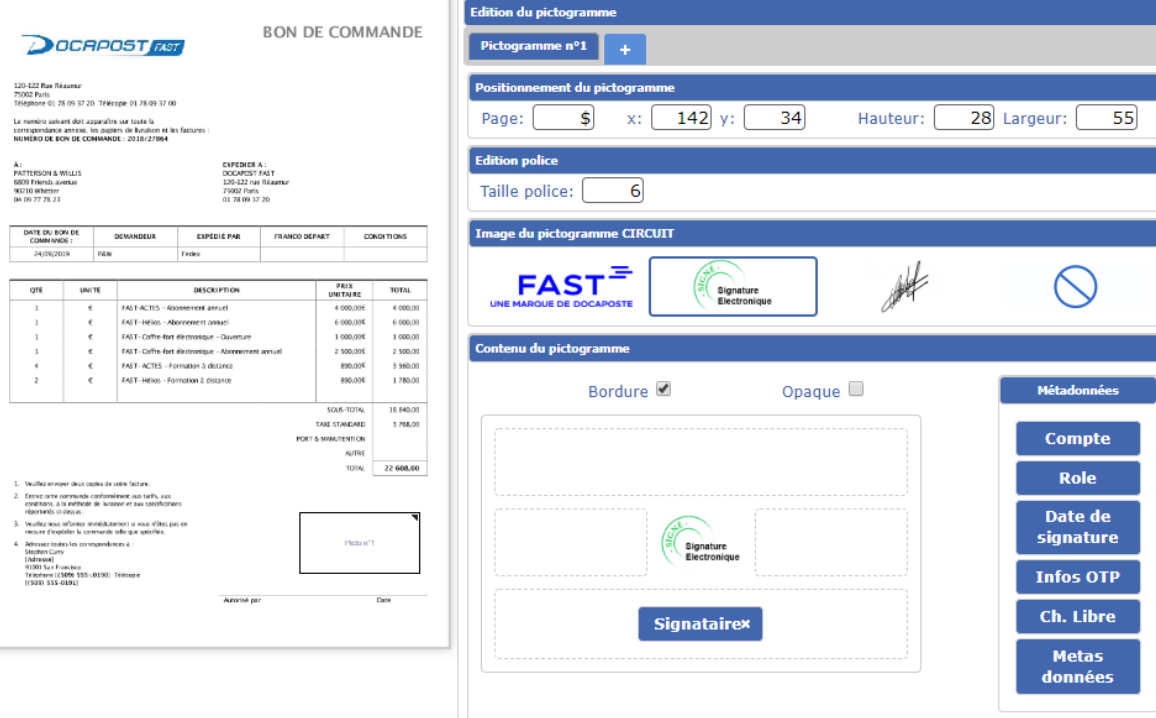 DOCAPOST FAST
BON DE COMMANDE
120-122 Rue Réaumur
75002 Paris
Téléphone 01 78 09 37 20 Télécopie 01 78 09 37 00
Le numéro suivant doit apparaître sur toute la
correspondance annexe, les papiers de livraison et les factures :
NUMÉRO DE BON DE COMMANDE : 2018/27864
À :
PATTERSON & WILLIS
6609 Friends avenue
90210 Whittier
04 09 77 78 23
EXPÉDIER À :
DOCAPOST FAST
120-122 rue Réaumur
75002 Paris
01 78 09 37 20
DATE DU BON DE COMMANDE : DEMANDEUR EXPÉDIÉ PAR FRANCO DÉPART CONDITIONS
24/09/2019 P&W Fedex
QTÉ UNITÉ DESCRIPTION PRIX UNITAIRE TOTAL
1 € FAST-ACTES – Abonnement annuel 4 000,00€ 4 000,00
1 € FAST- Hélios – Abonnement annuel 6 000,00€ 6 000,00
1 € FAST- Coffre-fort électronique – Ouverture 1 000,00€ 1 000,00
1 € FAST- Coffre-fort électronique – Abonnement annuel 2 500,00€ 2 500,00
4 € FAST- ACTES – Formation à distance 890,00€ 3 560,00
2 € FAST- Hélios – Formation à distance 890,00€ 1 780,00
SOUS-TOTAL 18 840,00
TAXE STANDARD 3 768,00
PORT & MANUTENTION
AUTRE
TOTAL 22 608,00
1. Veuillez envoyer deux copies de votre facture.
2. Entrez cette commande conformément aux tarifs, aux
conditions, à la méthode de livraison et aux spécifications
répertoriés ci-dessus.
3. Veuillez nous informer immédiatement si vous n'êtes pas en
mesure d'expédier la commande telle que spécifiée.
4. Adressez toutes les correspondances à :
Stephen Curry
[Adresse]
91001 San Francisco
Téléphone [(509) 555-.0190] Télécopie
[(509) 555-0191]
Picto n°1
Autorisé par Date
Edition du pictogramme
Pictogramme n°1 +
Positionnement du pictogramme
Page: $ x: 142 y: 34 Hauteur: 28 Largeur: 55
Edition police
Taille police: 6
Image du pictogramme CIRCUIT
FAST
UNE MARQUE DE DOCAPOSTE
SIGNE
Signature
Electronique
Contenu du pictogramme
Bordure Opaque
SIGNE
Signature
Electronique
Signataire×
Métadonnées
Compte
Role
Date de
signature
Infos OTP
Ch. Libre
Metas
données